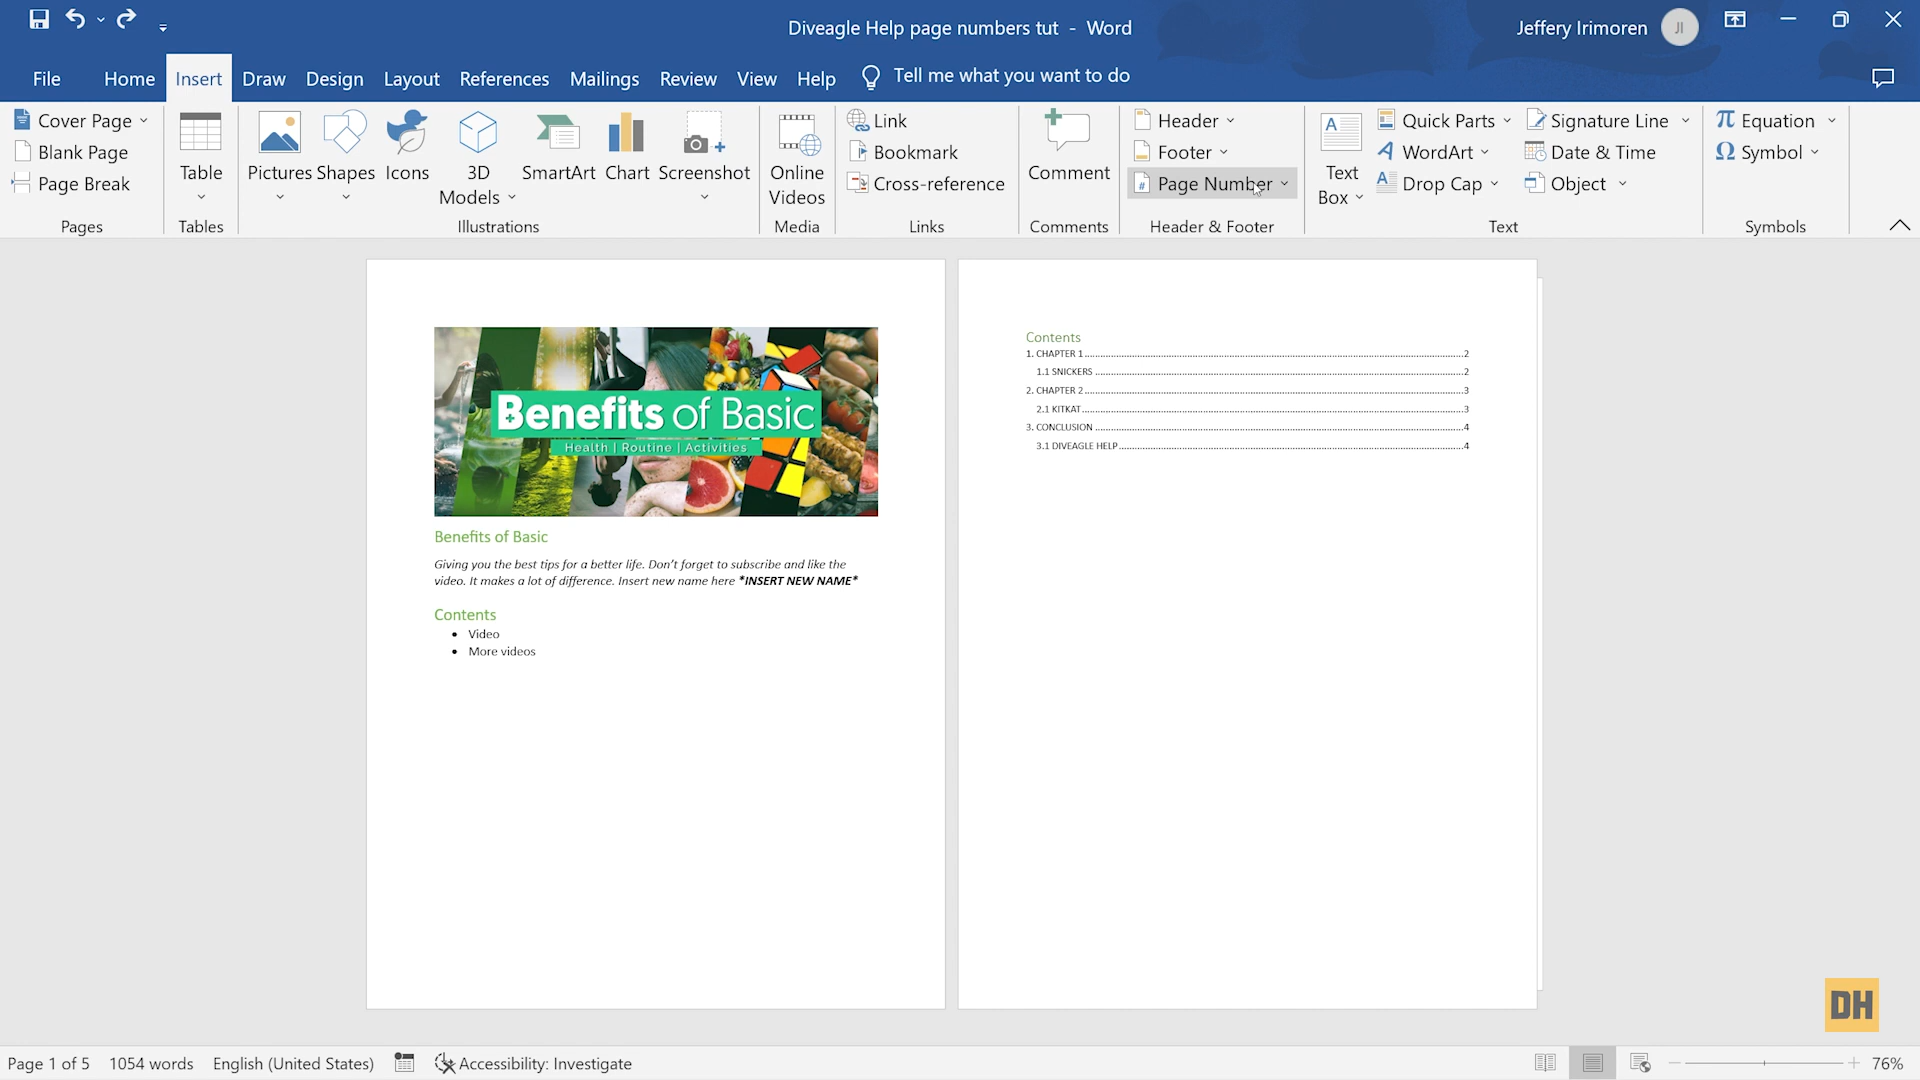 Diveagle Help page numbers tut - Word
Jeffery Irimoren
JI
File Home Insert Draw Design Layout References Mailings Review View Help Tell me what you want to do
Cover Page
Blank Page
Page Break
Pages
Table
Tables
Pictures
Shapes
Icons
3D
Models
SmartArt
Chart
Screenshot
Illustrations
Online
Videos
Media
Link
Bookmark
Cross-reference
Links
Comment
Comments
Header
Footer
# Page Number
Header & Footer
A
Text
Box
Quick Parts
A WordArt
A Drop Cap
Signature Line
Date & Time
Object
Text
π Equation
Ω Symbol
Symbols
Benefits of Basic
Health | Routine | Activities
Benefits of Basic
Giving you the best tips for a better life. Don't forget to subscribe and like the
video. It makes a lot of difference. Insert new name here *INSERT NEW NAME*
Contents
• Video
• More videos
Contents
1. CHAPTER 1 2
1.1 SNICKERS 2
2. CHAPTER 2 3
2.1 KITKAT 3
3. CONCLUSION 4
3.1 DIVEAGLE HELP 4
DH
Page 1 of 5 1054 words English (United States) Accessibility: Investigate 76%